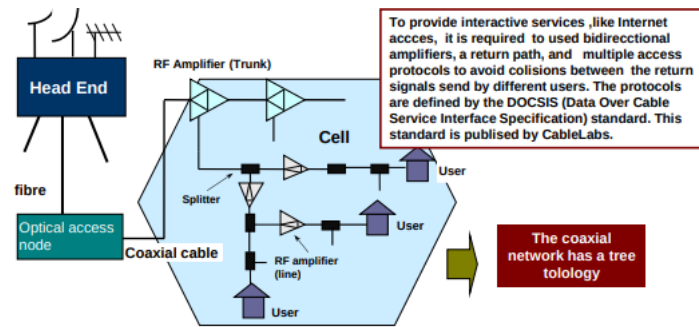 To provide interactive services ,like Internet
accces, it is required to used bidirecctional
amplifiers, a return path, and multiple access
protocols to avoid colisions between the return
signals send by different users. The protocols
are defined by the DOCSIS (Data Over Cable
Service Interface Specification) standard. This
standard is publised by CableLabs.
RF Amplifier (Trunk)
Head End
Cell
User
fibre
Splitter
Optical access
node
User
Coaxial cable
RF amplifier
(line)
User
The coaxial
network has a tree
tolology